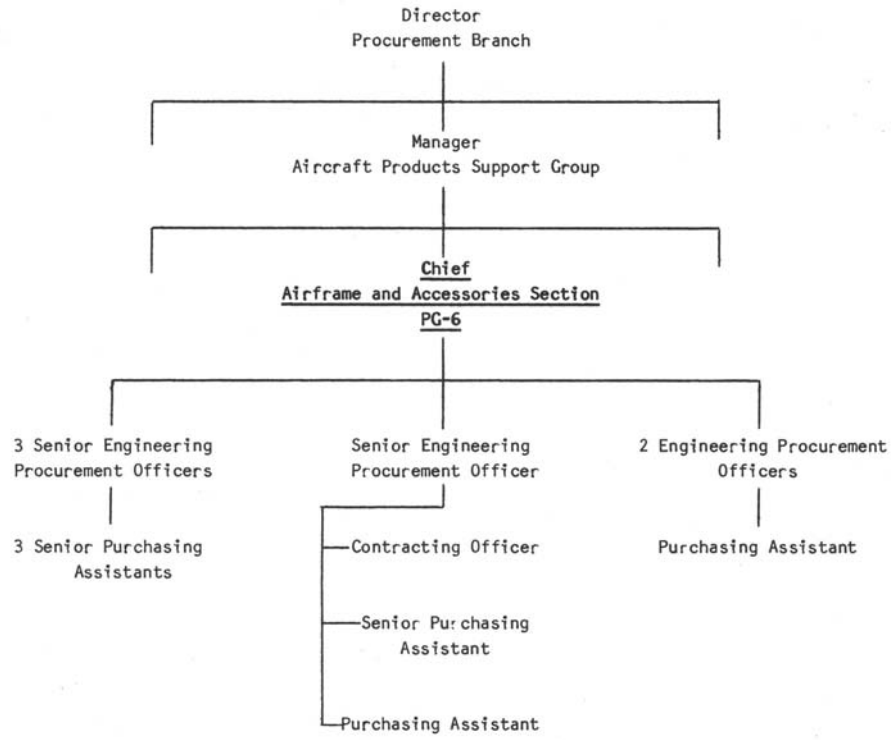 Director
Procurement Branch
Manager
Aircraft Products Support Group
Chief
Airframe and Accessories Section
PG-6
3 Senior Engineering
Procurement Officers
Senior Engineering
Procurement Officer
2 Engineering Procurement
Officers
3 Senior Purchasing
Assistants
Contracting Officer
Purchasing Assistant
Senior Purchasing
Assistant
Purchasing Assistant